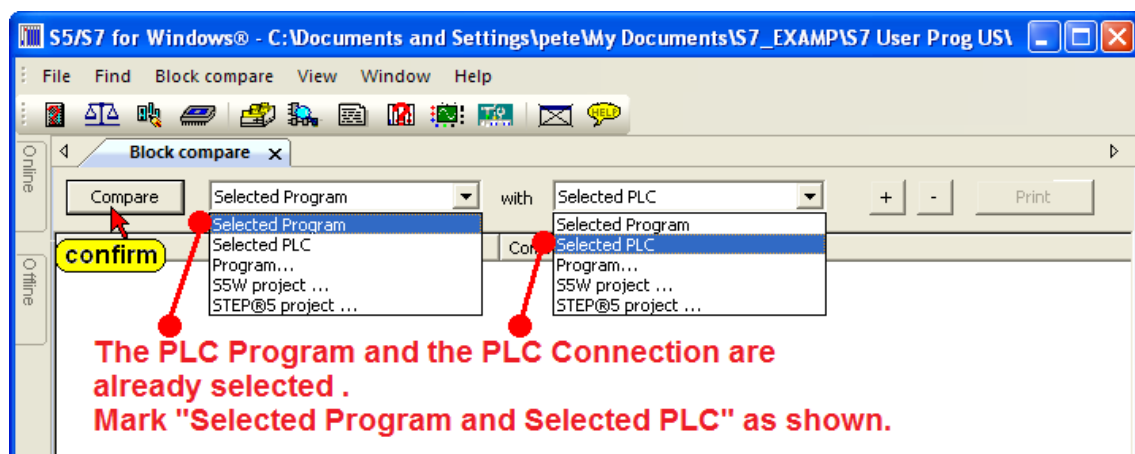 S5/S7 for Windows® - C:\Documents and Settings\pete\My Documents\S7_EXAMP\S7 User Prog US\
File Find Block compare View Window Help
HELP
Online
Block compare x
Compare Selected Program with Selected PLC + - Print
Selected Program
Selected PLC
Program...
S5W project ...
STEP®5 project ...
Selected Program
Selected PLC
Program...
S5W project ...
STEP®5 project ...
confirm
Offline
The PLC Program and the PLC Connection are
already selected .
Mark "Selected Program and Selected PLC" as shown.